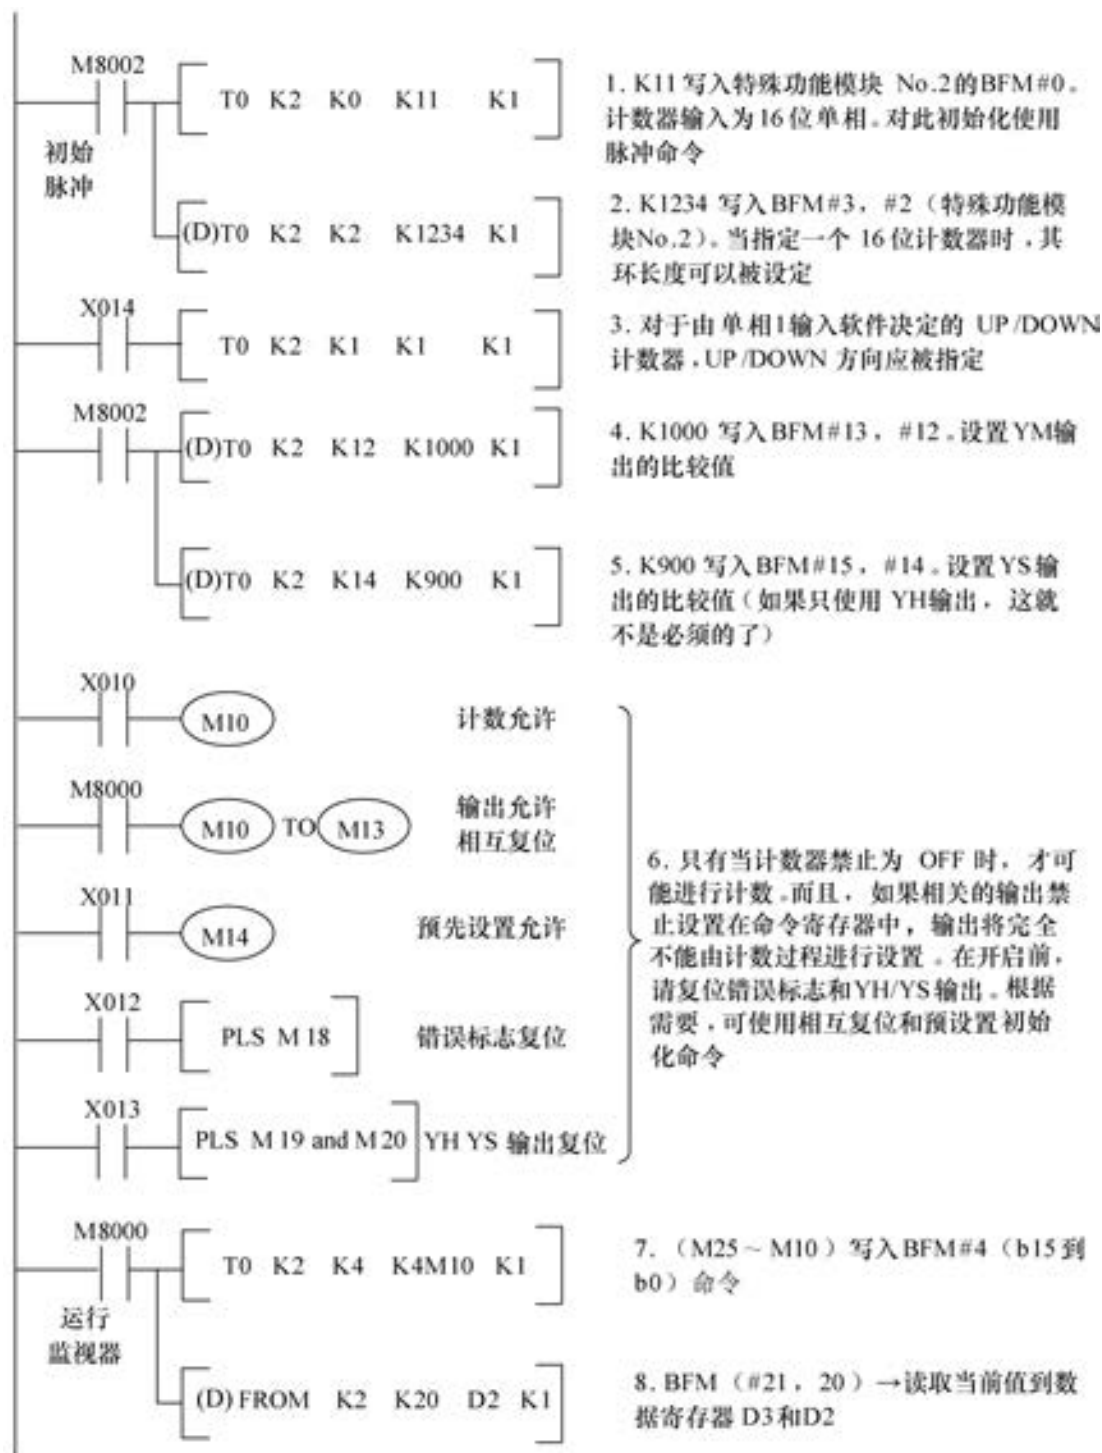 M8002
T0 K2 K0 K11 K1
1. K11 写入特殊功能模块 No.2的BFM#0。
计数器输入为16位单相。对此初始化使用
脉冲命令
初始
脉冲
(D)T0 K2 K2 K1234 K1
2. K1234 写入BFM#3，#2（特殊功能模
块No.2）。当指定一个 16位计数器时，其
环长度可以被设定
X014
T0 K2 K1 K1 K1
3. 对于由单相1输入软件决定的 UP/DOWN
计数器，UP/DOWN 方向应被指定
M8002
(D)T0 K2 K12 K1000 K1
4. K1000 写入BFM#13，#12。设置YM输
出的比较值
(D)T0 K2 K14 K900 K1
5. K900 写入BFM#15，#14。设置YS输
出的比较值（如果只使用 YH输出，这就
不是必须的了）
X010
M10
计数允许
M8000
M10 TO M13
输出允许
相互复位
X011
M14
预先设置允许
X012
PLS M 18
错误标志复位
X013
PLS M 19 and M 20
YH YS 输出复位
6. 只有当计数器禁止为 OFF 时，才可
能进行计数。而且，如果相关的输出禁
止设置在命令寄存器中，输出将完全
不能由计数过程进行设置。在开启前，
请复位错误标志和YH/YS输出。根据
需要，可使用相互复位和预设置初始
化命令
M8000
T0 K2 K4 K4M10 K1
7. （M25～M10）写入BFM#4（b15到
b0）命令
运行
监视器
(D) FROM K2 K20 D2 K1
8. BFM（#21，20）→读取当前值到数
据寄存器 D3和D2